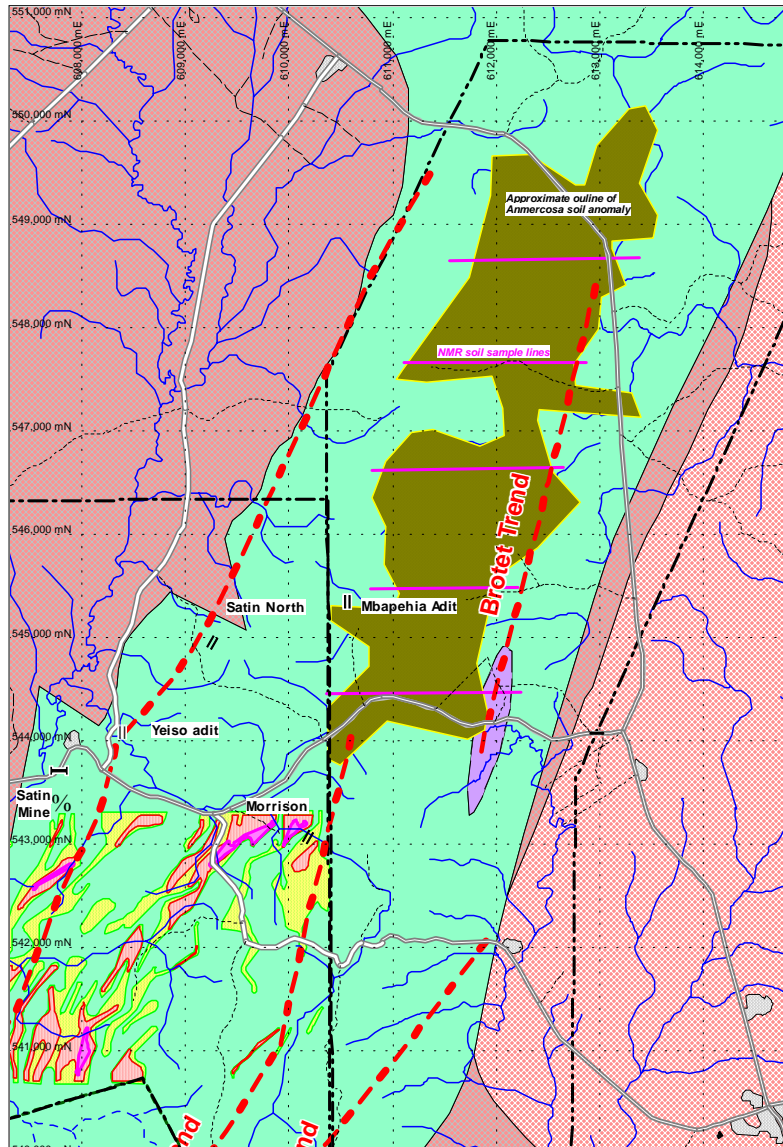 551,000 mN
608,000 mE
609,000 mE
610,000 mE
611,000 mE
612,000 mE
613,000 mE
614,000 mE
550,000 mN
Approximate ouline of
Anmercosa soil anomaly
549,000 mN
548,000 mN
NMR soil sample lines
547,000 mN
546,000 mN
Brotet Trend
Satin North
Mbapehia Adit
545,000 mN
Yeiso adit
544,000 mN
Satin
Mine
%
Morrison
543,000 mN
542,000 mN
541,000 mN
nd
nd